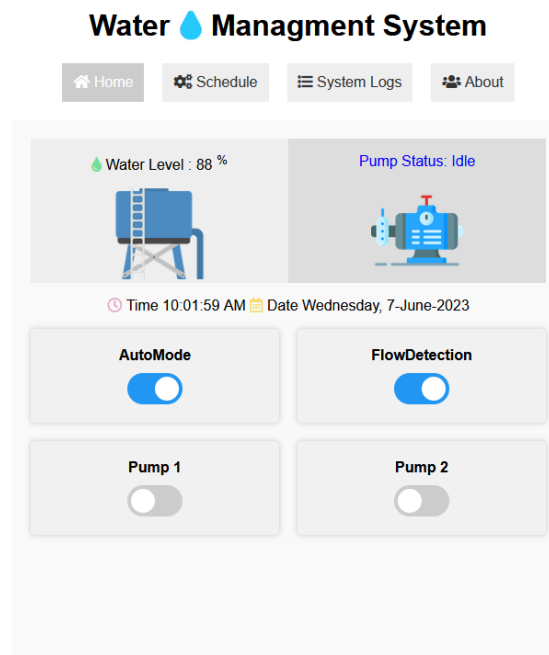 Water Managment System
Home Schedule System Logs About
Water Level : 88 %
Pump Status: Idle
Time 10:01:59 AM Date Wednesday, 7-June-2023
AutoMode
FlowDetection
Pump 1
Pump 2